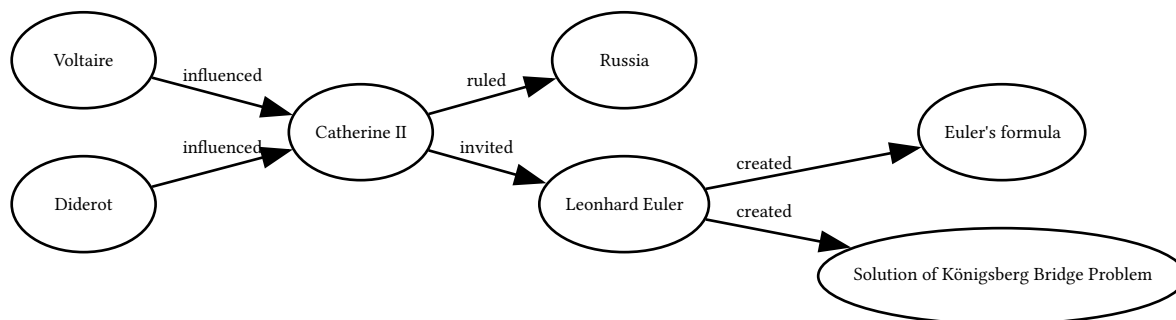 Voltaire
influenced
Diderot
influenced
Catherine II
ruled
Russia
invited
Leonhard Euler
created
Euler's formula
created
Solution of Königsberg Bridge Problem